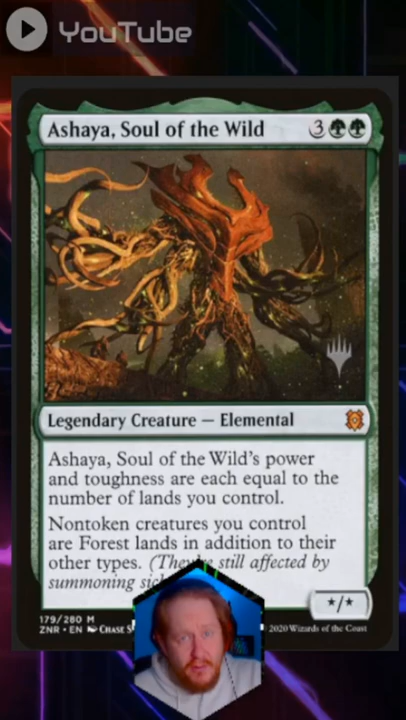 YouTube
Ashaya, Soul of the Wild 3
Legendary Creature — Elemental
Ashaya, Soul of the Wild's power
and toughness are each equal to the
number of lands you control.
Nontoken creatures you control
are Forest lands in addition to their
other types. (They're still affected by
summoning
*/*
179/280 M
ZNR • EN CHASE
2020 Wizards of the Coast